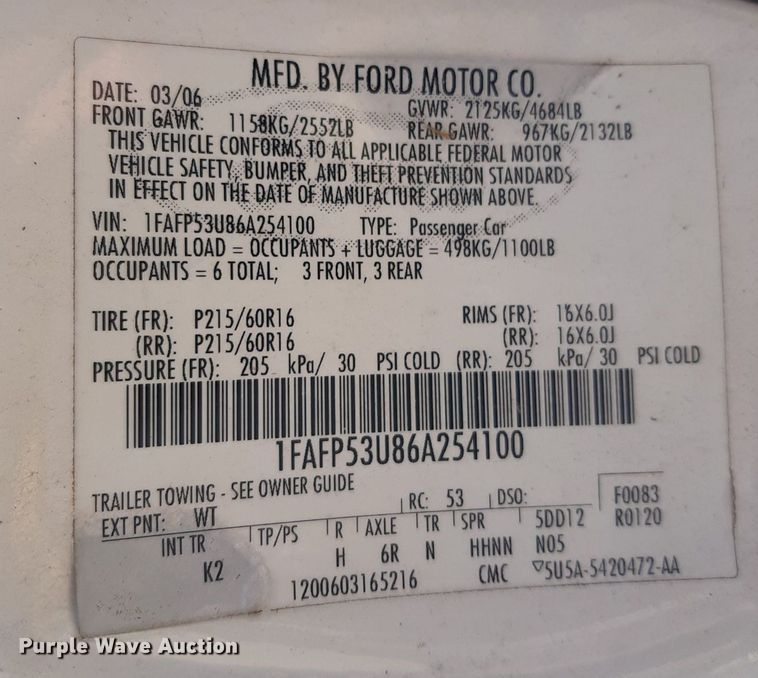 MFD. BY FORD MOTOR CO.
DATE: 03/06 GVWR: 2125KG/4684LB
FRONT GAWR: 1158KG/2552LB REAR GAWR: 967KG/2132LB
THIS VEHICLE CONFORMS TO ALL APPLICABLE FEDERAL MOTOR
VEHICLE SAFETY, BUMPER, AND THEFT PREVENTION STANDARDS
IN EFFECT ON THE DATE OF MANUFACTURE SHOWN ABOVE.
VIN: 1FAFP53U86A254100 TYPE: Passenger Car
MAXIMUM LOAD = OCCUPANTS + LUGGAGE = 498KG/1100LB
OCCUPANTS = 6 TOTAL; 3 FRONT, 3 REAR
TIRE (FR): P215/60R16 RIMS (FR): 16X6.0J
(RR): P215/60R16 (RR): 16X6.0J
PRESSURE (FR): 205 kPa/ 30 PSI COLD (RR): 205 kPa/ 30 PSI COLD
1FAFP53U86A254100
TRAILER TOWING - SEE OWNER GUIDE
EXT PNT: WT RC: 53 DSO: F0083
INT TR TP/PS R AXLE TR SPR 5DD12 R0120
K2 H 6R N HHNN N05
1200603165216 CMC ▽5U5A-5420472-AA
Purple Wave Auction